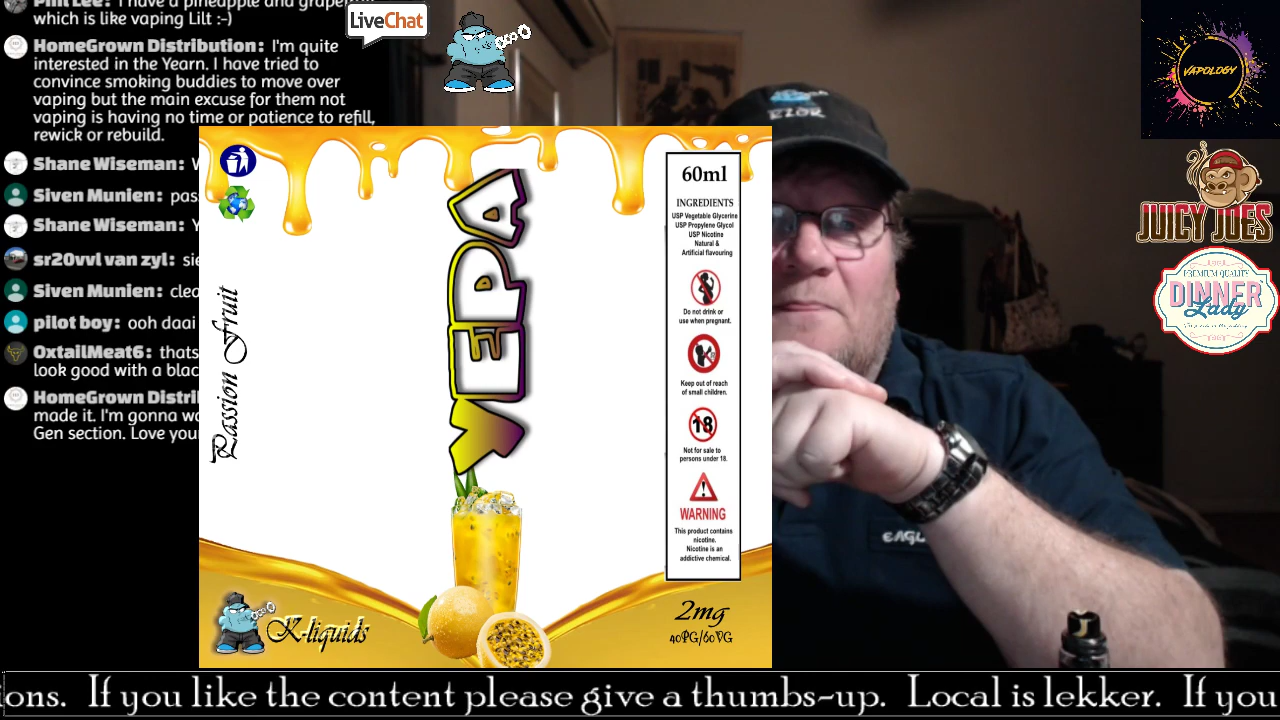 Phil Lee: I have a pineapple and
which is like vaping Lilt :-)
HomeGrown Distribution: I'm quite
interested in the Yearn. I have tried to
convince smoking buddies to move over
vaping but the main excuse for them not
vaping is having no time or patience to refill,
rewick or rebuild.
Shane Wiseman:
Siven Munien:
Shane Wiseman:
sr20vvl van zyl:
Siven Munien:
pilot boy: ooh daai
OxtailMeat6: thats
look good with a
HomeGrown
made it. I'm gonna
Gen section. Love
LiveChat
Passion Fruit
VEPA
60ml
INGREDIENTS
USP Vegetable Glycerine
USP Propylene Glycol
USP Nicotine
Natural &
Artificial flavouring
Do not drink or
use when pregnant.
Keep out of reach
of small children.
18
Not for sale to
persons under 18.
WARNING
This product contains
nicotine.
Nicotine is an
addictive chemical.
K-liquids
2mg
40PG/60VG
VAPOLOGY
JUICY JOES
PREMIUM QUALITY
DINNER
Lady
If you like the content please give a thumbs-up. Local is lekker. If you